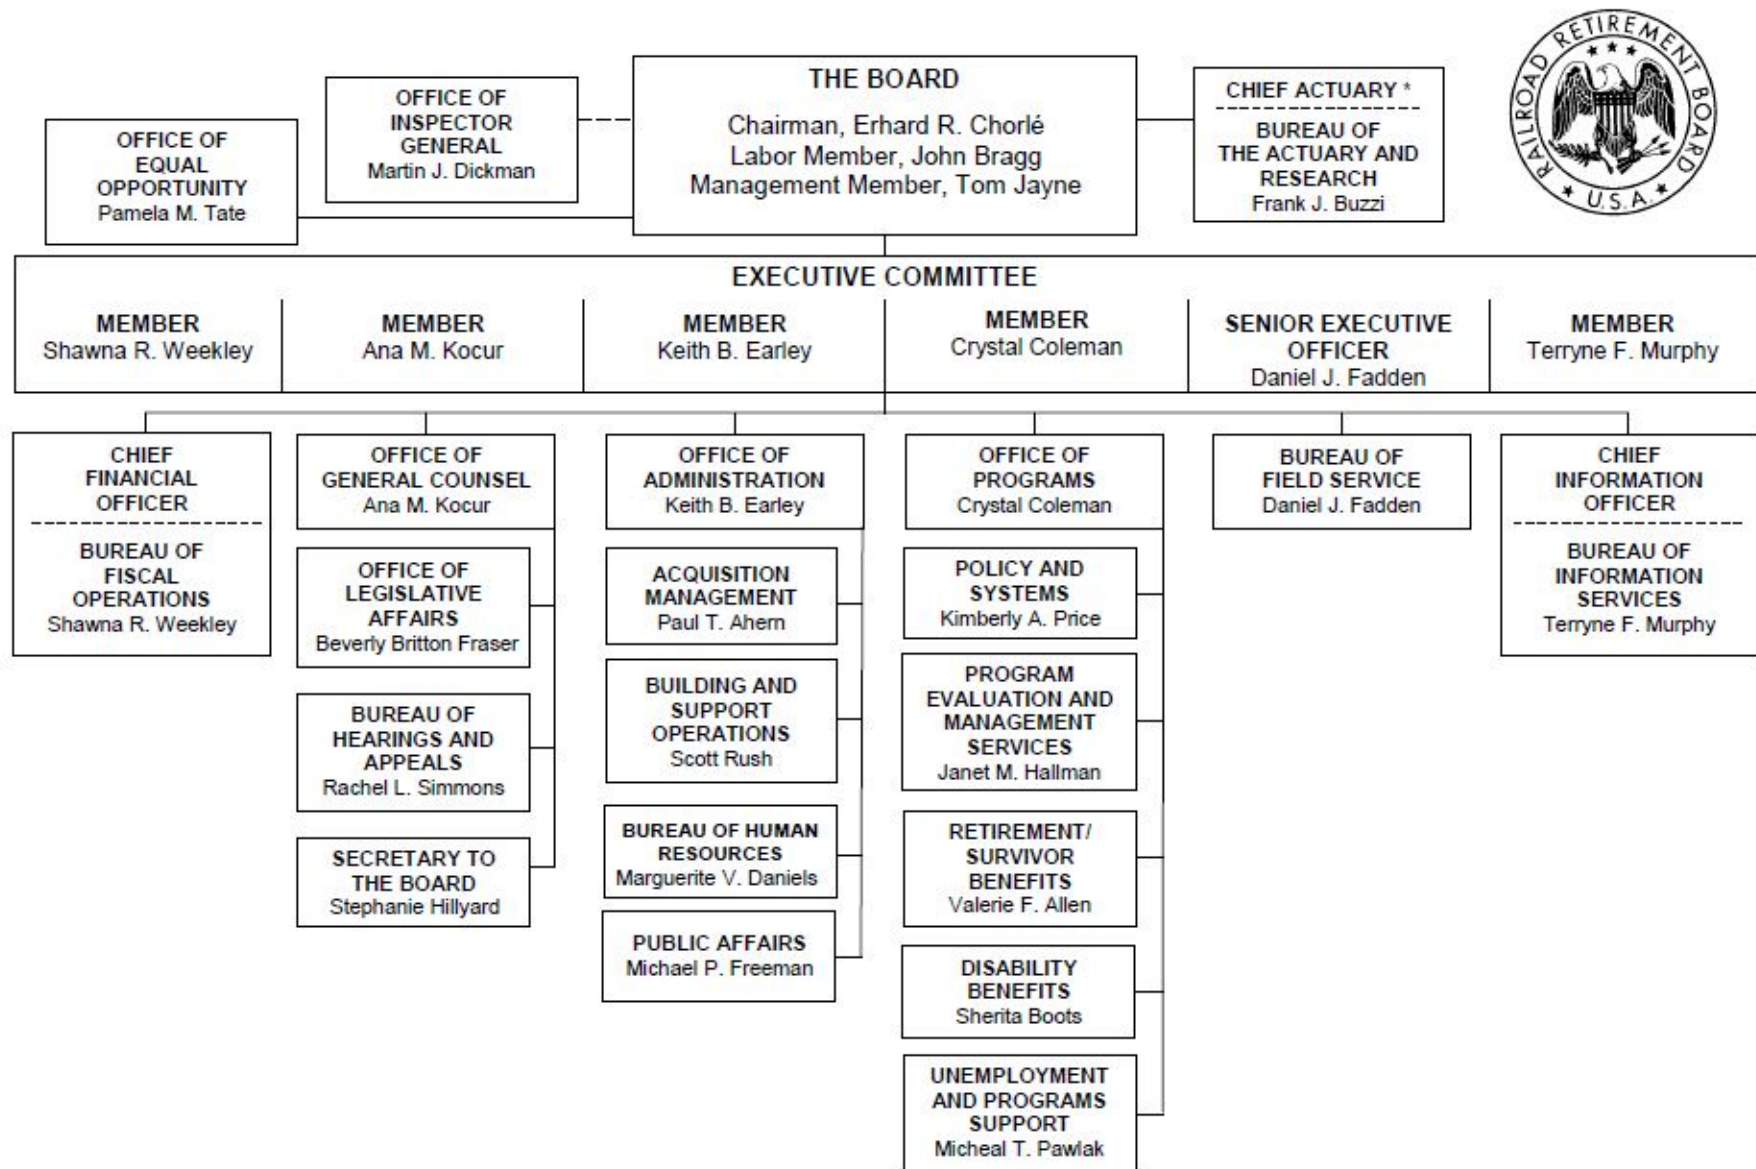 OFFICE OF
EQUAL
OPPORTUNITY
Pamela M. Tate
OFFICE OF
INSPECTOR
GENERAL
Martin J. Dickman
THE BOARD
Chairman, Erhard R. Chorlé
Labor Member, John Bragg
Management Member, Tom Jayne
CHIEF ACTUARY *
BUREAU OF
THE ACTUARY AND
RESEARCH
Frank J. Buzzi
RAILROAD RETIREMENT BOARD
U.S.A.
EXECUTIVE COMMITTEE
MEMBER
Shawna R. Weekley
MEMBER
Ana M. Kocur
MEMBER
Keith B. Earley
MEMBER
Crystal Coleman
SENIOR EXECUTIVE
OFFICER
Daniel J. Fadden
MEMBER
Terryne F. Murphy
CHIEF
FINANCIAL
OFFICER
BUREAU OF
FISCAL
OPERATIONS
Shawna R. Weekley
OFFICE OF
GENERAL COUNSEL
Ana M. Kocur
OFFICE OF
LEGISLATIVE
AFFAIRS
Beverly Britton Fraser
BUREAU OF
HEARINGS AND
APPEALS
Rachel L. Simmons
SECRETARY TO
THE BOARD
Stephanie Hillyard
OFFICE OF
ADMINISTRATION
Keith B. Earley
ACQUISITION
MANAGEMENT
Paul T. Ahern
BUILDING AND
SUPPORT
OPERATIONS
Scott Rush
BUREAU OF HUMAN
RESOURCES
Marguerite V. Daniels
PUBLIC AFFAIRS
Michael P. Freeman
OFFICE OF
PROGRAMS
Crystal Coleman
POLICY AND
SYSTEMS
Kimberly A. Price
PROGRAM
EVALUATION AND
MANAGEMENT
SERVICES
Janet M. Hallman
RETIREMENT/
SURVIVOR
BENEFITS
Valerie F. Allen
DISABILITY
BENEFITS
Sherita Boots
UNEMPLOYMENT
AND PROGRAMS
SUPPORT
Micheal T. Pawlak
BUREAU OF
FIELD SERVICE
Daniel J. Fadden
CHIEF
INFORMATION
OFFICER
BUREAU OF
INFORMATION
SERVICES
Terryne F. Murphy